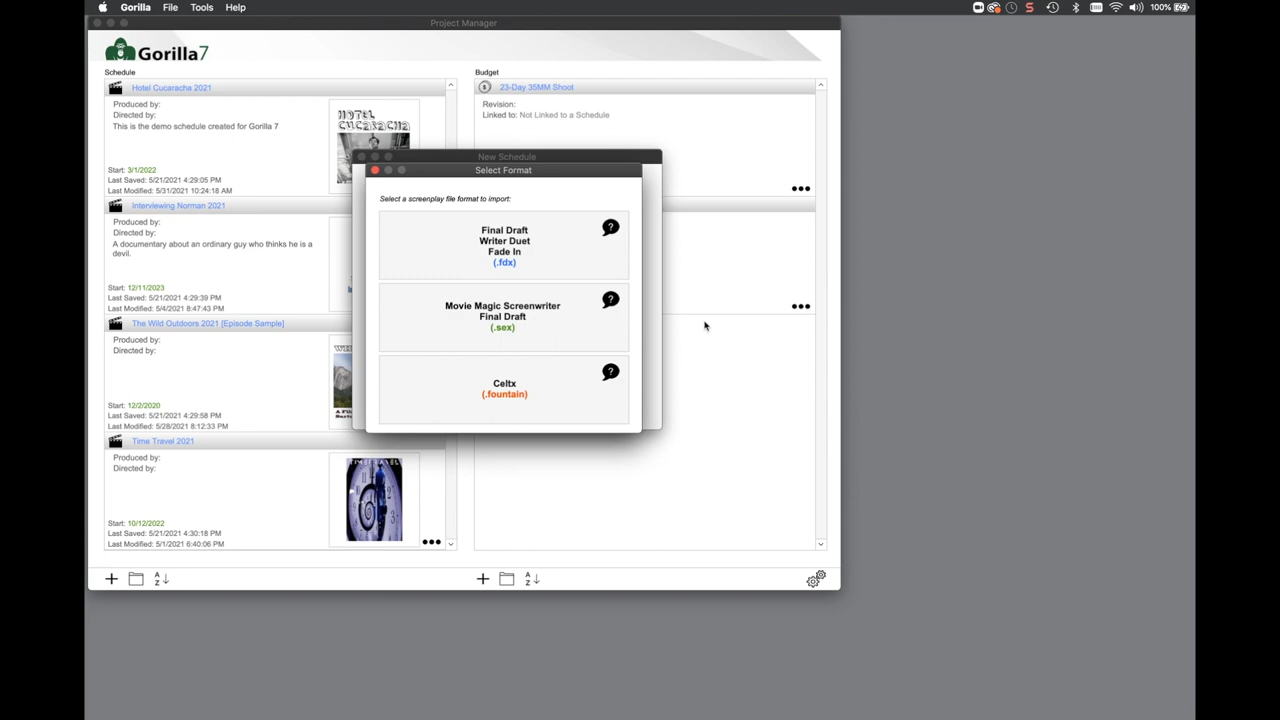 Gorilla File Tools Help
100%
Project Manager
Gorilla7
Schedule
Hotel Cucaracha 2021
Produced by:
Directed by:
This is the demo schedule created for Gorilla 7
HOTEL
CUCARACHA
Start: 3/1/2022
Last Saved: 5/21/2021 4:29:05 PM
Last Modified: 5/31/2021 10:24:18 AM
Interviewing Norman 2021
Produced by:
Directed by:
A documentary about an ordinary guy who thinks he is a
devil.
Start: 12/11/2023
Last Saved: 5/21/2021 4:29:39 PM
Last Modified: 5/4/2021 8:47:43 PM
The Wild Outdoors 2021 [Episode Sample]
Produced by:
Directed by:
Start: 12/2/2020
Last Saved: 5/21/2021 4:29:58 PM
Last Modified: 5/28/2021 8:12:33 PM
Time Travel 2021
Produced by:
Directed by:
TIME TRAVEL
Start: 10/12/2022
Last Saved: 5/21/2021 4:30:18 PM
Last Modified: 5/1/2021 6:40:06 PM
Budget
23-Day 35MM Shoot
Revision:
Linked to: Not Linked to a Schedule
New Schedule
Select Format
Select a screenplay file format to import:
Final Draft
Writer Duet
Fade In
(.fdx)
?
Movie Magic Screenwriter
Final Draft
(.sex)
?
Celtx
(.fountain)
?
A
Z
A
Z